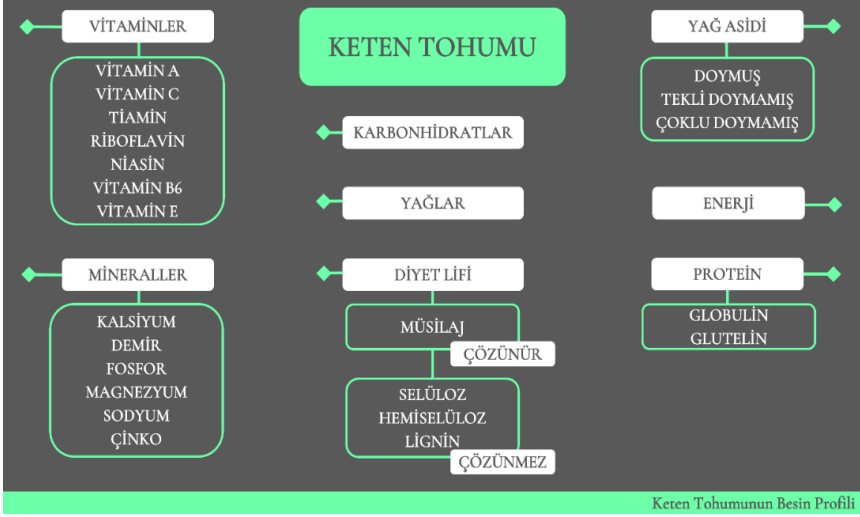 KETEN TOHUMU
VİTAMİNLER
VİTAMİN A
VİTAMİN C
TİAMİN
RİBOFLAVİN
NİASİN
VİTAMİN B6
VİTAMİN E
MİNERALLER
KALSİYUM
DEMİR
FOSFOR
MAGNEZYUM
SODYUM
ÇİNKO
KARBONHİDRATLAR
YAĞLAR
DİYET LİFİ
MÜSİLAJ
ÇÖZÜNÜR
SELÜLOZ
HEMİSELÜLOZ
LİGNİN
ÇÖZÜNMEZ
YAĞ ASİDİ
DOYMUŞ
TEKLİ DOYMAMIŞ
ÇOKLU DOYMAMIŞ
ENERJİ
PROTEİN
GLOBULİN
GLUTELİN
Keten Tohumunun Besin Profili